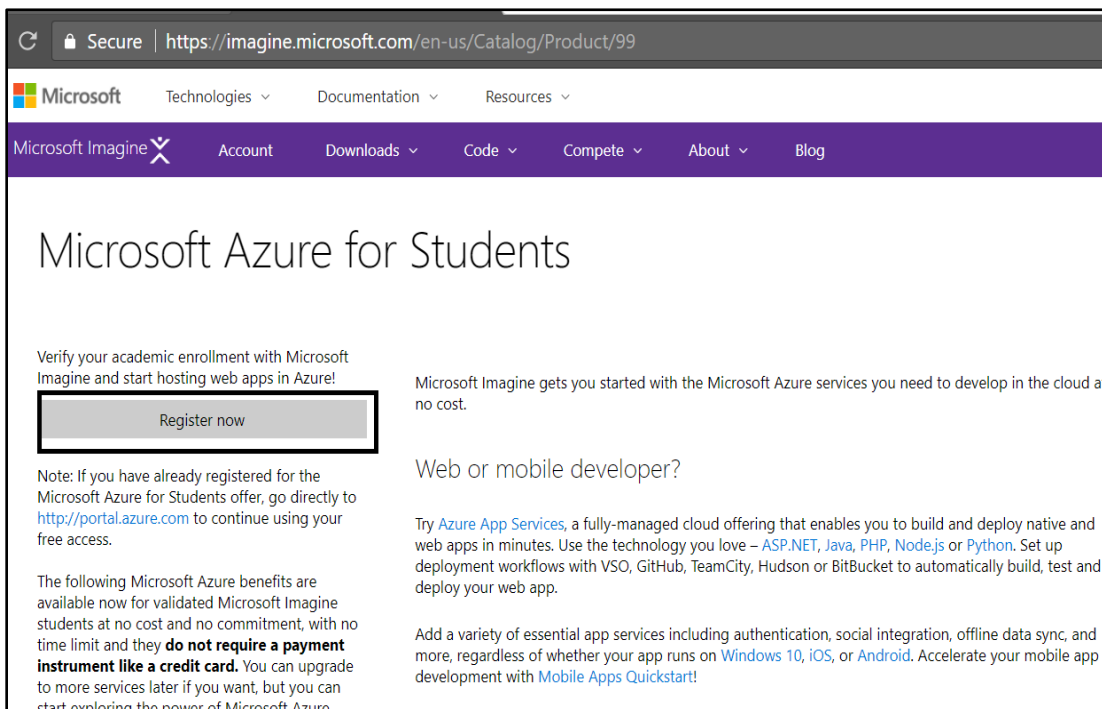 Secure | https://imagine.microsoft.com/en-us/Catalog/Product/99
Microsoft Technologies Documentation Resources
Microsoft Imagine Account Downloads Code Compete About Blog
Microsoft Azure for Students
Verify your academic enrollment with Microsoft
Imagine and start hosting web apps in Azure!
Register now
Note: If you have already registered for the
Microsoft Azure for Students offer, go directly to
http://portal.azure.com to continue using your
free access.
The following Microsoft Azure benefits are
available now for validated Microsoft Imagine
students at no cost and no commitment, with no
time limit and they do not require a payment
instrument like a credit card. You can upgrade
to more services later if you want, but you can
start exploring the power of Microsoft Azure
Microsoft Imagine gets you started with the Microsoft Azure services you need to develop in the cloud a
no cost.
Web or mobile developer?
Try Azure App Services, a fully-managed cloud offering that enables you to build and deploy native and
web apps in minutes. Use the technology you love – ASP.NET, Java, PHP, Node.js or Python. Set up
deployment workflows with VSO, GitHub, TeamCity, Hudson or BitBucket to automatically build, test and
deploy your web app.
Add a variety of essential app services including authentication, social integration, offline data sync, and
more, regardless of whether your app runs on Windows 10, iOS, or Android. Accelerate your mobile app
development with Mobile Apps Quickstart!